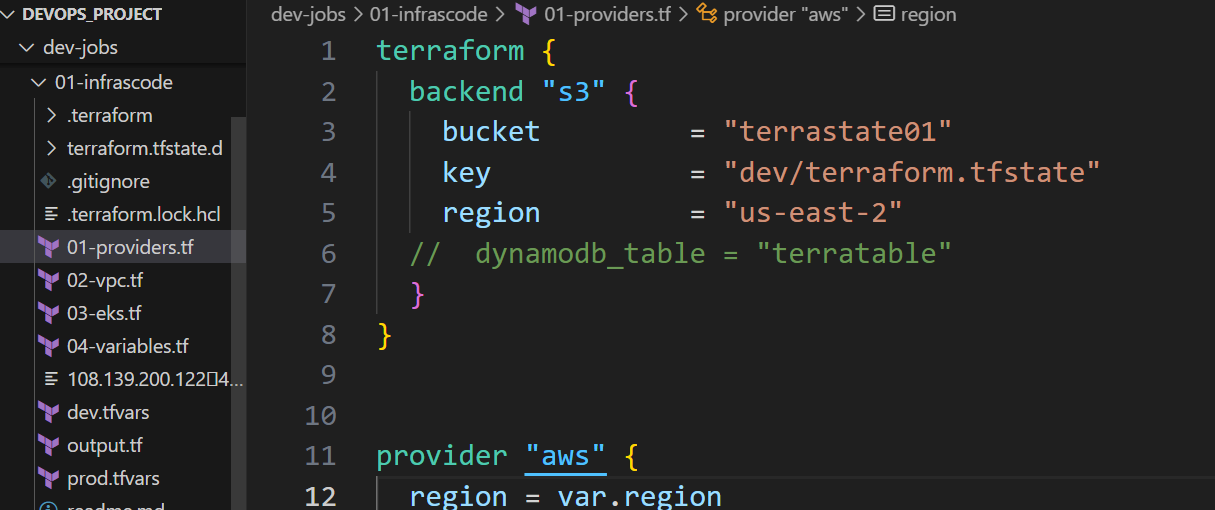 DEVOPS_PROJECT
dev-jobs
01-infrascode
.terraform
terraform.tfstate.d
.gitignore
.terraform.lock.hcl
01-providers.tf
02-vpc.tf
03-eks.tf
04-variables.tf
108.139.200.122▯4...
dev.tfvars
output.tf
prod.tfvars
readme.md
dev-jobs > 01-infrascode > 01-providers.tf > provider "aws" > region
1 terraform {
2 backend "s3" {
3 bucket = "terrastate01"
4 key = "dev/terraform.tfstate"
5 region = "us-east-2"
6 // dynamodb_table = "terratable"
7 }
8 }
9
10
11 provider "aws" {
12 region = var.region